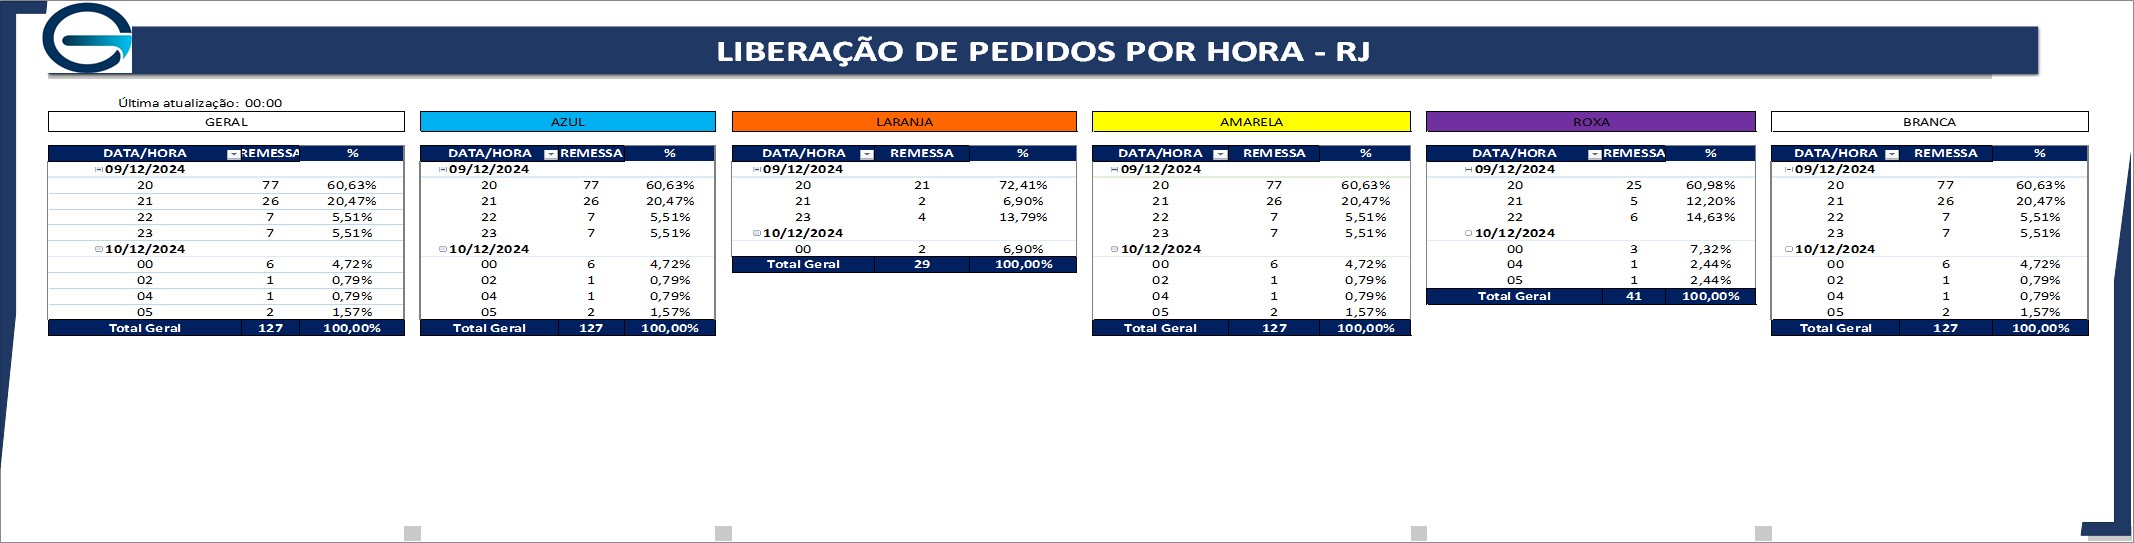 LIBERAÇÃO DE PEDIDOS POR HORA - RJ
Última atualização: 00:00
GERAL
DATA/HORA REMESSA %
09/12/2024
20 77 60,63%
21 26 20,47%
22 7 5,51%
23 7 5,51%
10/12/2024
00 6 4,72%
02 1 0,79%
04 1 0,79%
05 2 1,57%
Total Geral 127 100,00%
AZUL
DATA/HORA REMESSA %
09/12/2024
20 77 60,63%
21 26 20,47%
22 7 5,51%
23 7 5,51%
10/12/2024
00 6 4,72%
02 1 0,79%
04 1 0,79%
05 2 1,57%
Total Geral 127 100,00%
LARANJA
DATA/HORA REMESSA %
09/12/2024
20 21 72,41%
21 2 6,90%
23 4 13,79%
10/12/2024
00 2 6,90%
Total Geral 29 100,00%
AMARELA
DATA/HORA REMESSA %
09/12/2024
20 77 60,63%
21 26 20,47%
22 7 5,51%
23 7 5,51%
10/12/2024
00 6 4,72%
02 1 0,79%
04 1 0,79%
05 2 1,57%
Total Geral 127 100,00%
ROXA
DATA/HORA REMESSA %
09/12/2024
20 25 60,98%
21 5 12,20%
22 6 14,63%
10/12/2024
00 3 7,32%
04 1 2,44%
05 1 2,44%
Total Geral 41 100,00%
BRANCA
DATA/HORA REMESSA %
09/12/2024
20 77 60,63%
21 26 20,47%
22 7 5,51%
23 7 5,51%
10/12/2024
00 6 4,72%
02 1 0,79%
04 1 0,79%
05 2 1,57%
Total Geral 127 100,00%